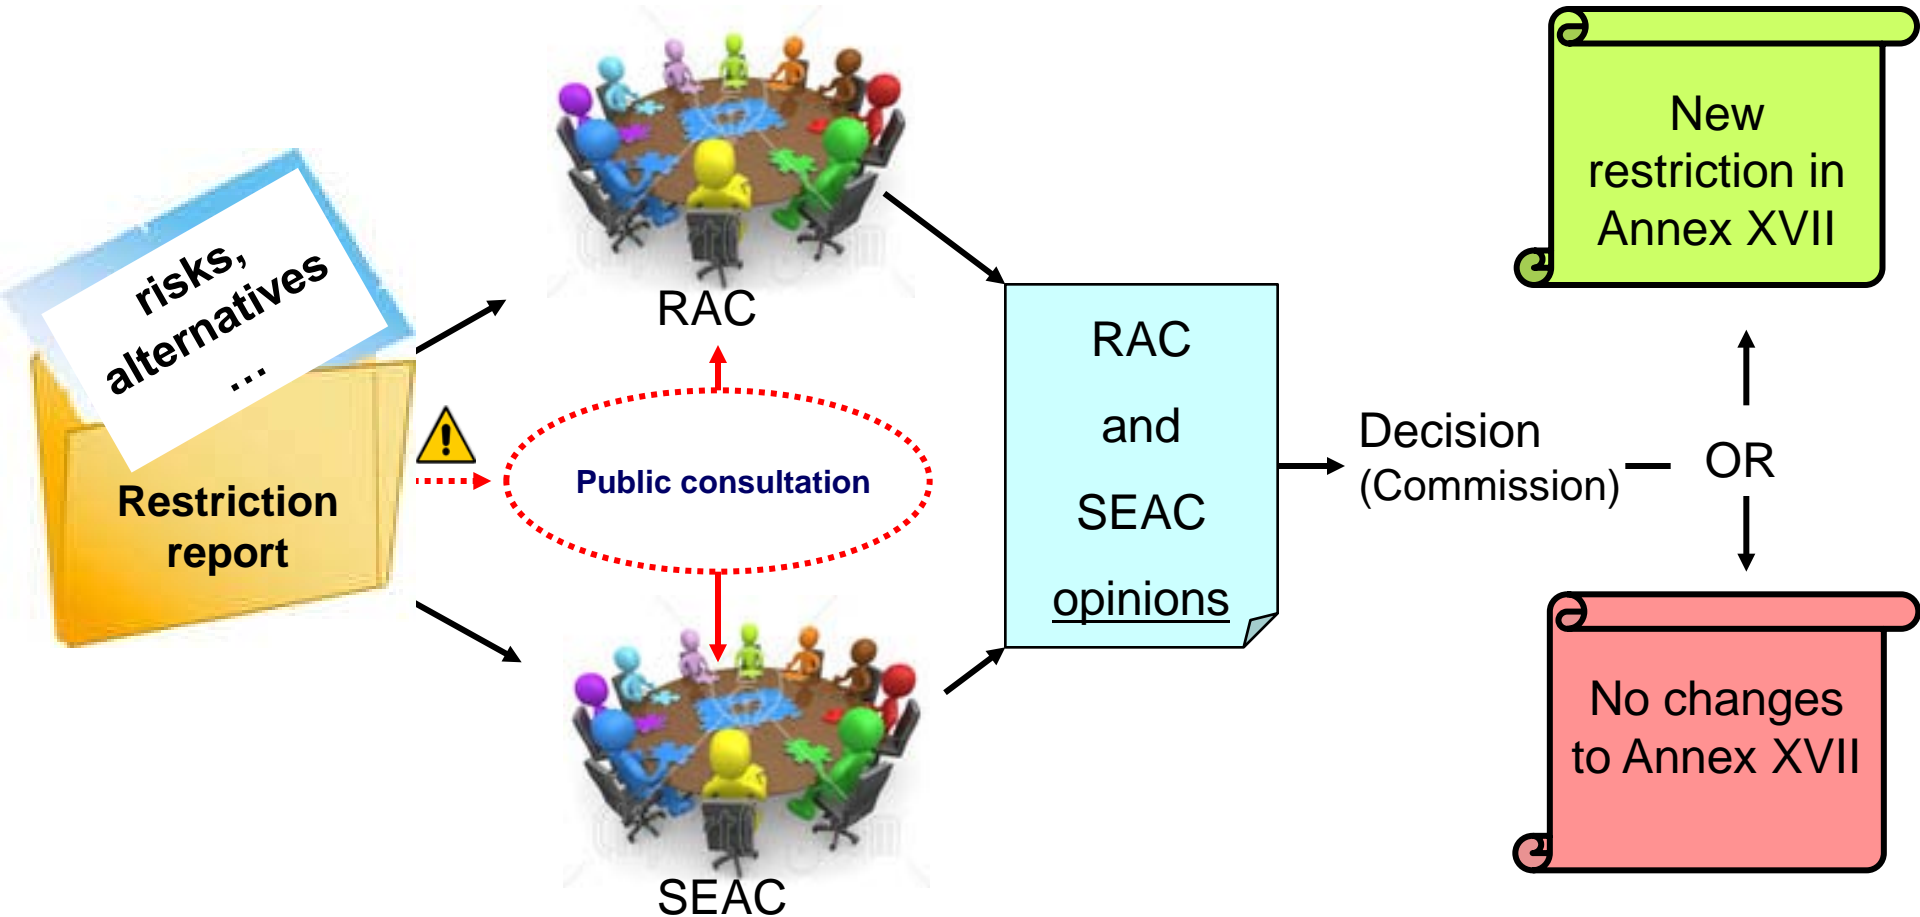 risks,
alternatives
...
Restriction
report
RAC
Public consultation
SEAC
RAC
and
SEAC
opinions
Decision
(Commission)
OR
New
restriction in
Annex XVII
No changes
to Annex XVII